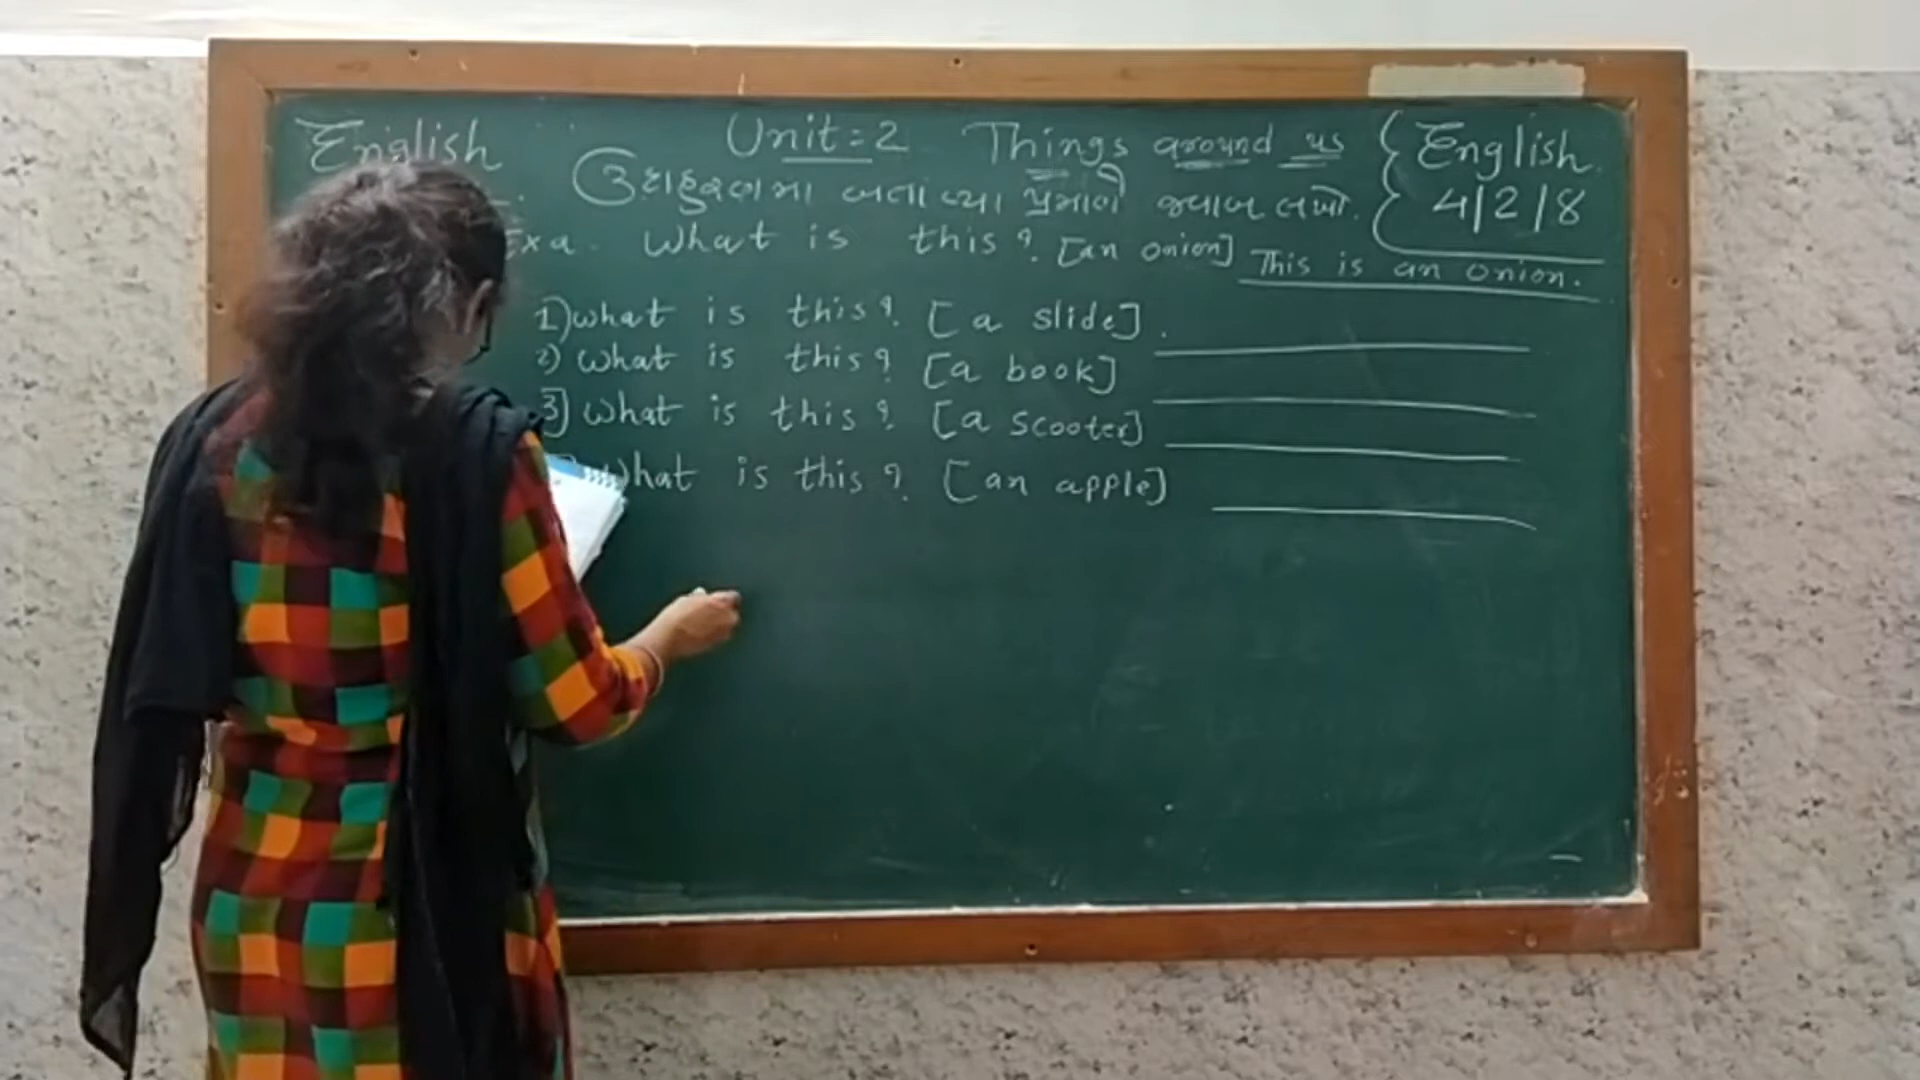 English
Unit = 2 Things around us
ઉદાહરણમાં બતાવ્યા પ્રમાણે જવાબ લખો.
English
4/2/8
Exa. What is this? [an onion] This is an onion.
1) what is this? [a slide].
2) what is this? [a book]
3] what is this? [a scooter]
what is this? [an apple]